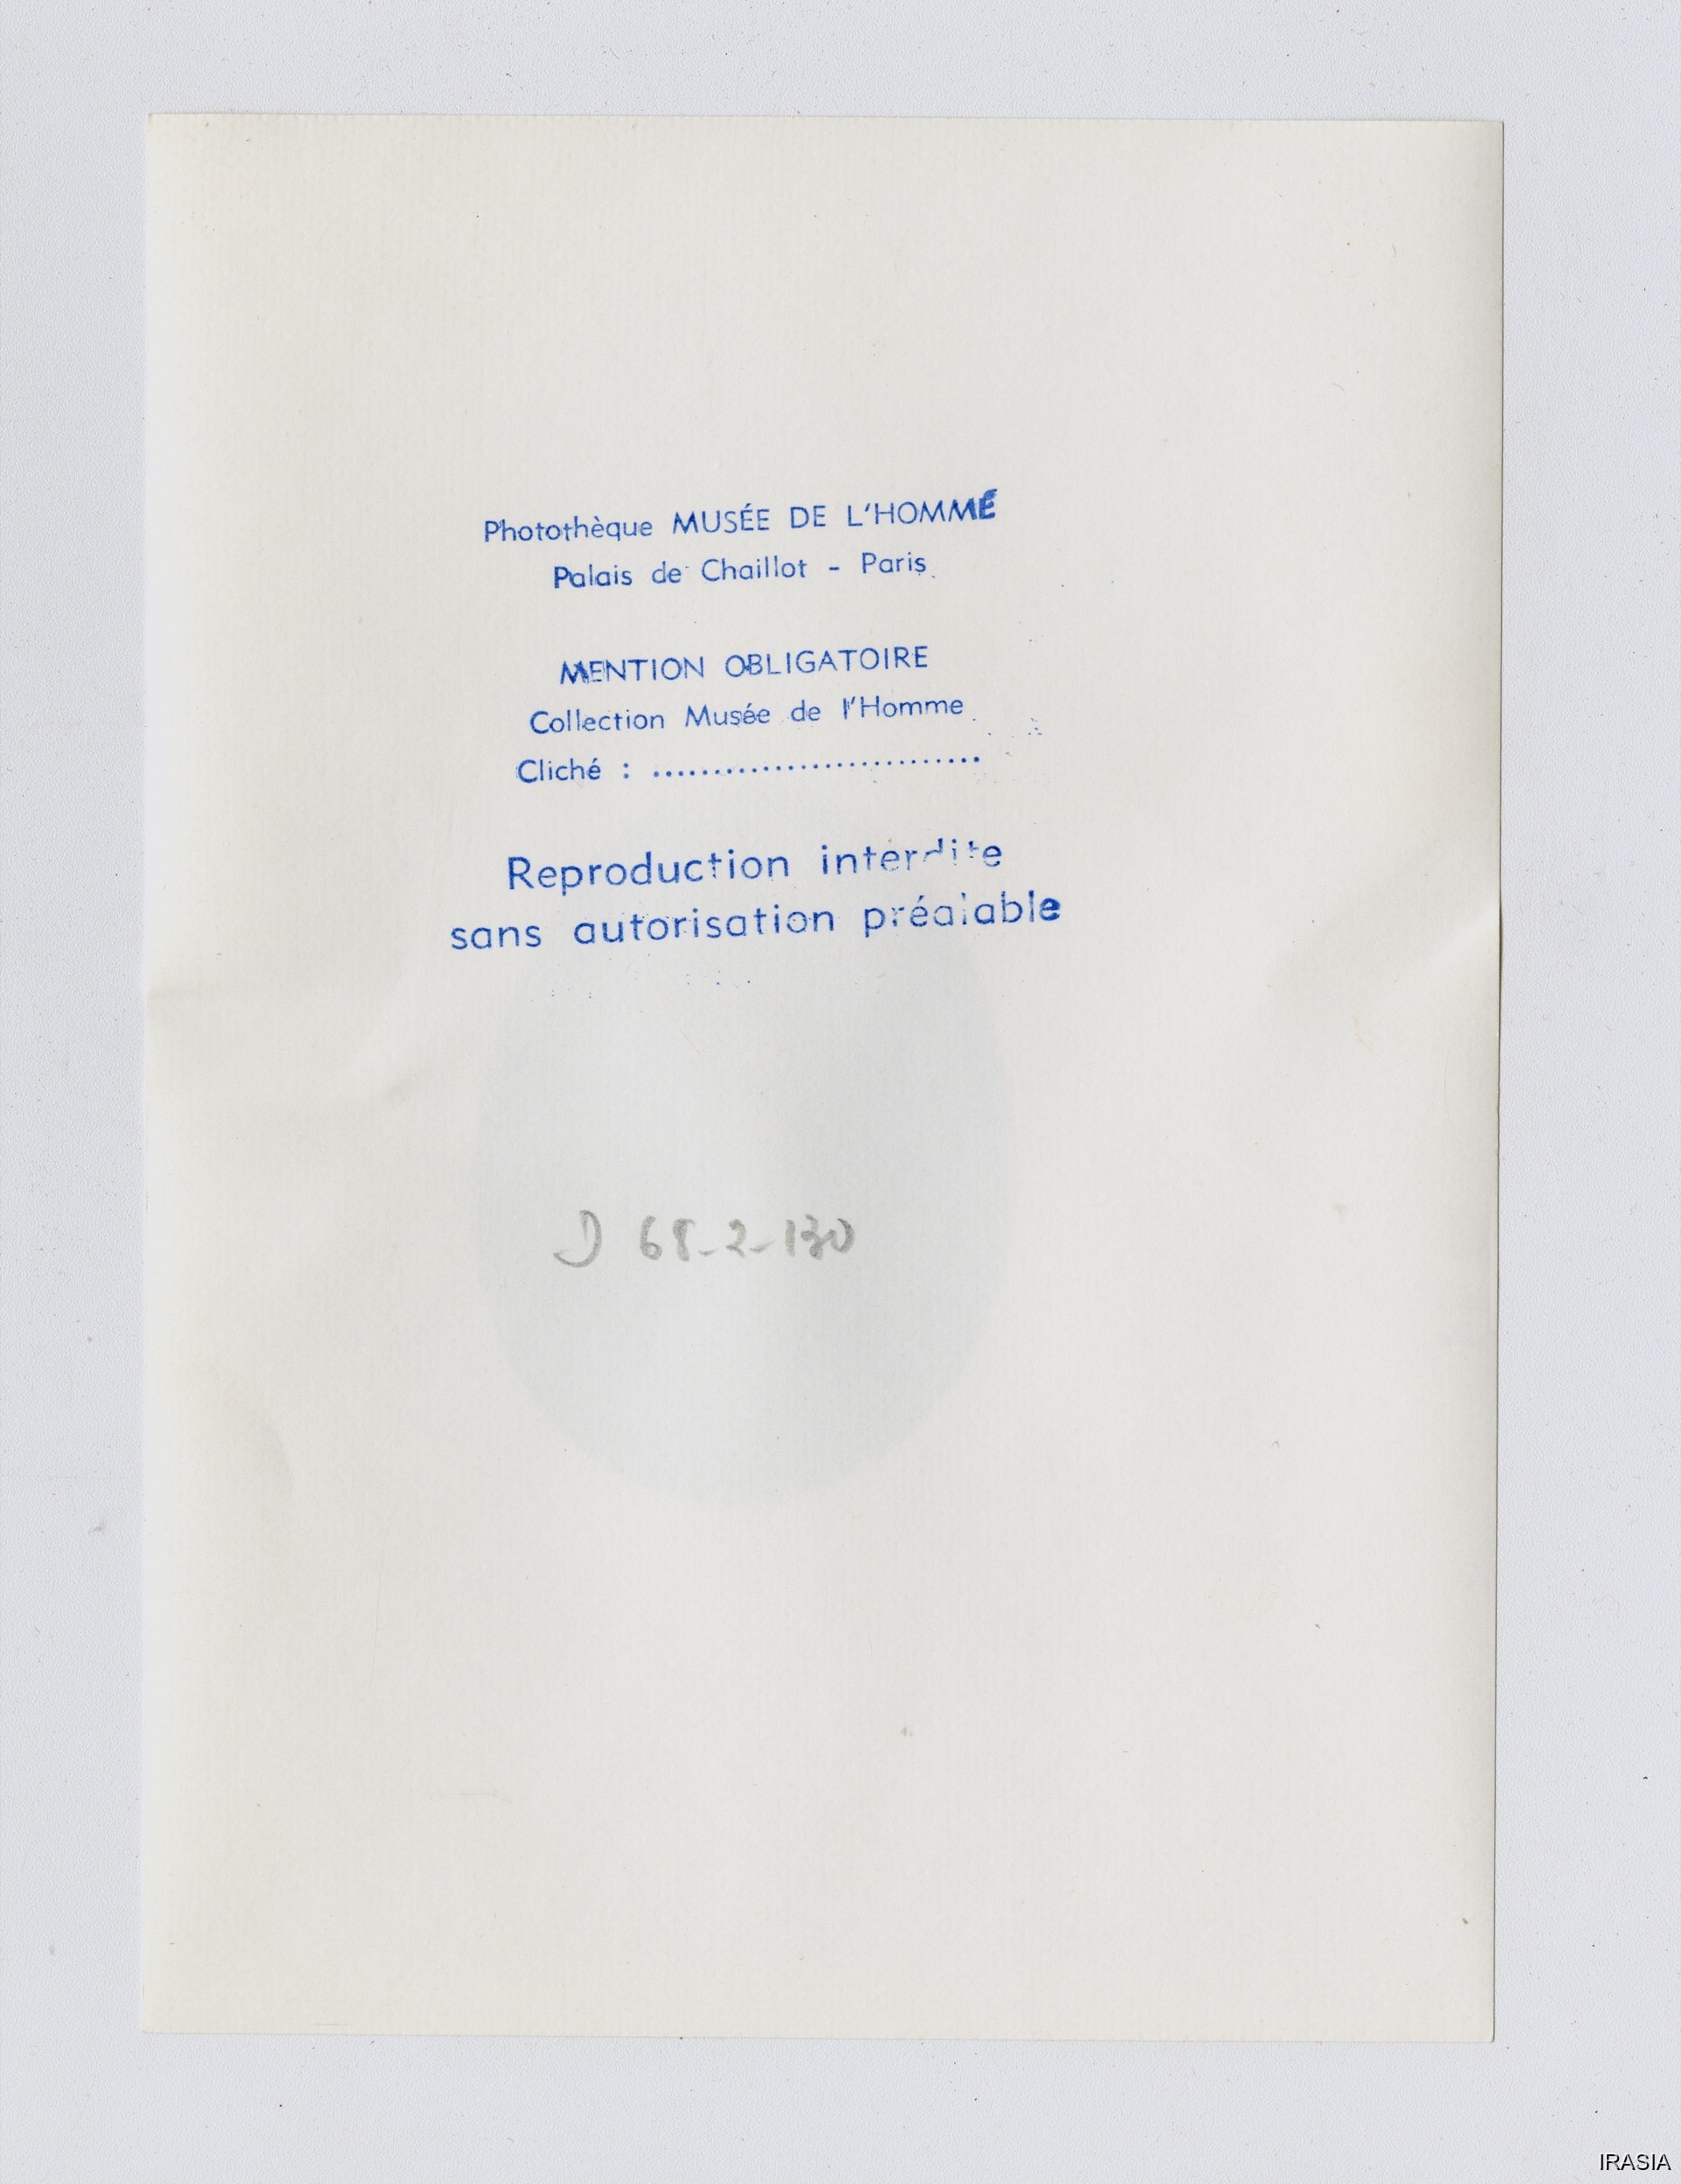 Photothèque MUSÉE DE L'HOMME
Palais de Chaillot - Paris
MENTION OBLIGATOIRE
Collection Musée de l'Homme
Cliché : ...........................
Reproduction interdite
sans autorisation préalable
D 68-2-130
IRASIA